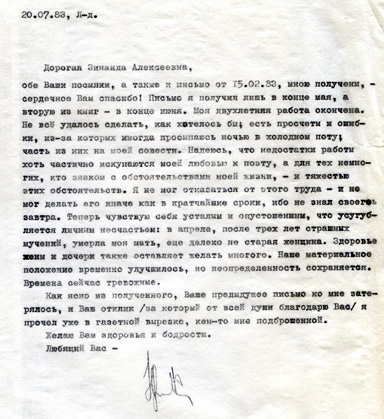 20.07.83, Л-д.
Дорогая Зинаида Алексеевна,
обе Ваши посылки, а также и письмо от 15.02.83, мною получены, -
сердечное Вам спасибо! Письмо я получил лишь в конце мая, а
вторую из книг - в конце июня. Моя двухлетняя работа окончена.
Не всё удалось сделать, как хотелось бы; есть просчеты и ошиб-
ки, из-за которых иногда просыпаюсь ночью в холодном поту;
часть из них на моей совести. Надеюсь, что недостатки работы
хоть частично искупаются моей любовью к поэту, а для тех немно-
гих, кто знаком с обстоятельствами моей жизни, - и тяжестью
этих обстоятельств. Я не мог отказаться от этого труда - и не
мог делать его иначе как в кратчайшие сроки, ибо не знал своего
завтра. Теперь чувствую себя усталым и опустошенным, что усугуб-
ляется личным несчастьем: в апреле, после трех лет страшных
мучений, умерла моя мать, еще далеко не старая женщина. Здоровье
жены и дочери также оставляет желать многого. Наше материальное
положение временно улучшилось, но неопределенность сохраняется.
Времена сейчас тревожные.
Как ясно из полученного, Ваше предыдущее письмо ко мне зате-
рялось, и Ваш отклик /за который от всей души благодарю Вас/ я
прочел уже в газетной вырезке, кем-то мне подброшенной.
Желаю Вам здоровья и бодрости.
Любящий Вас -